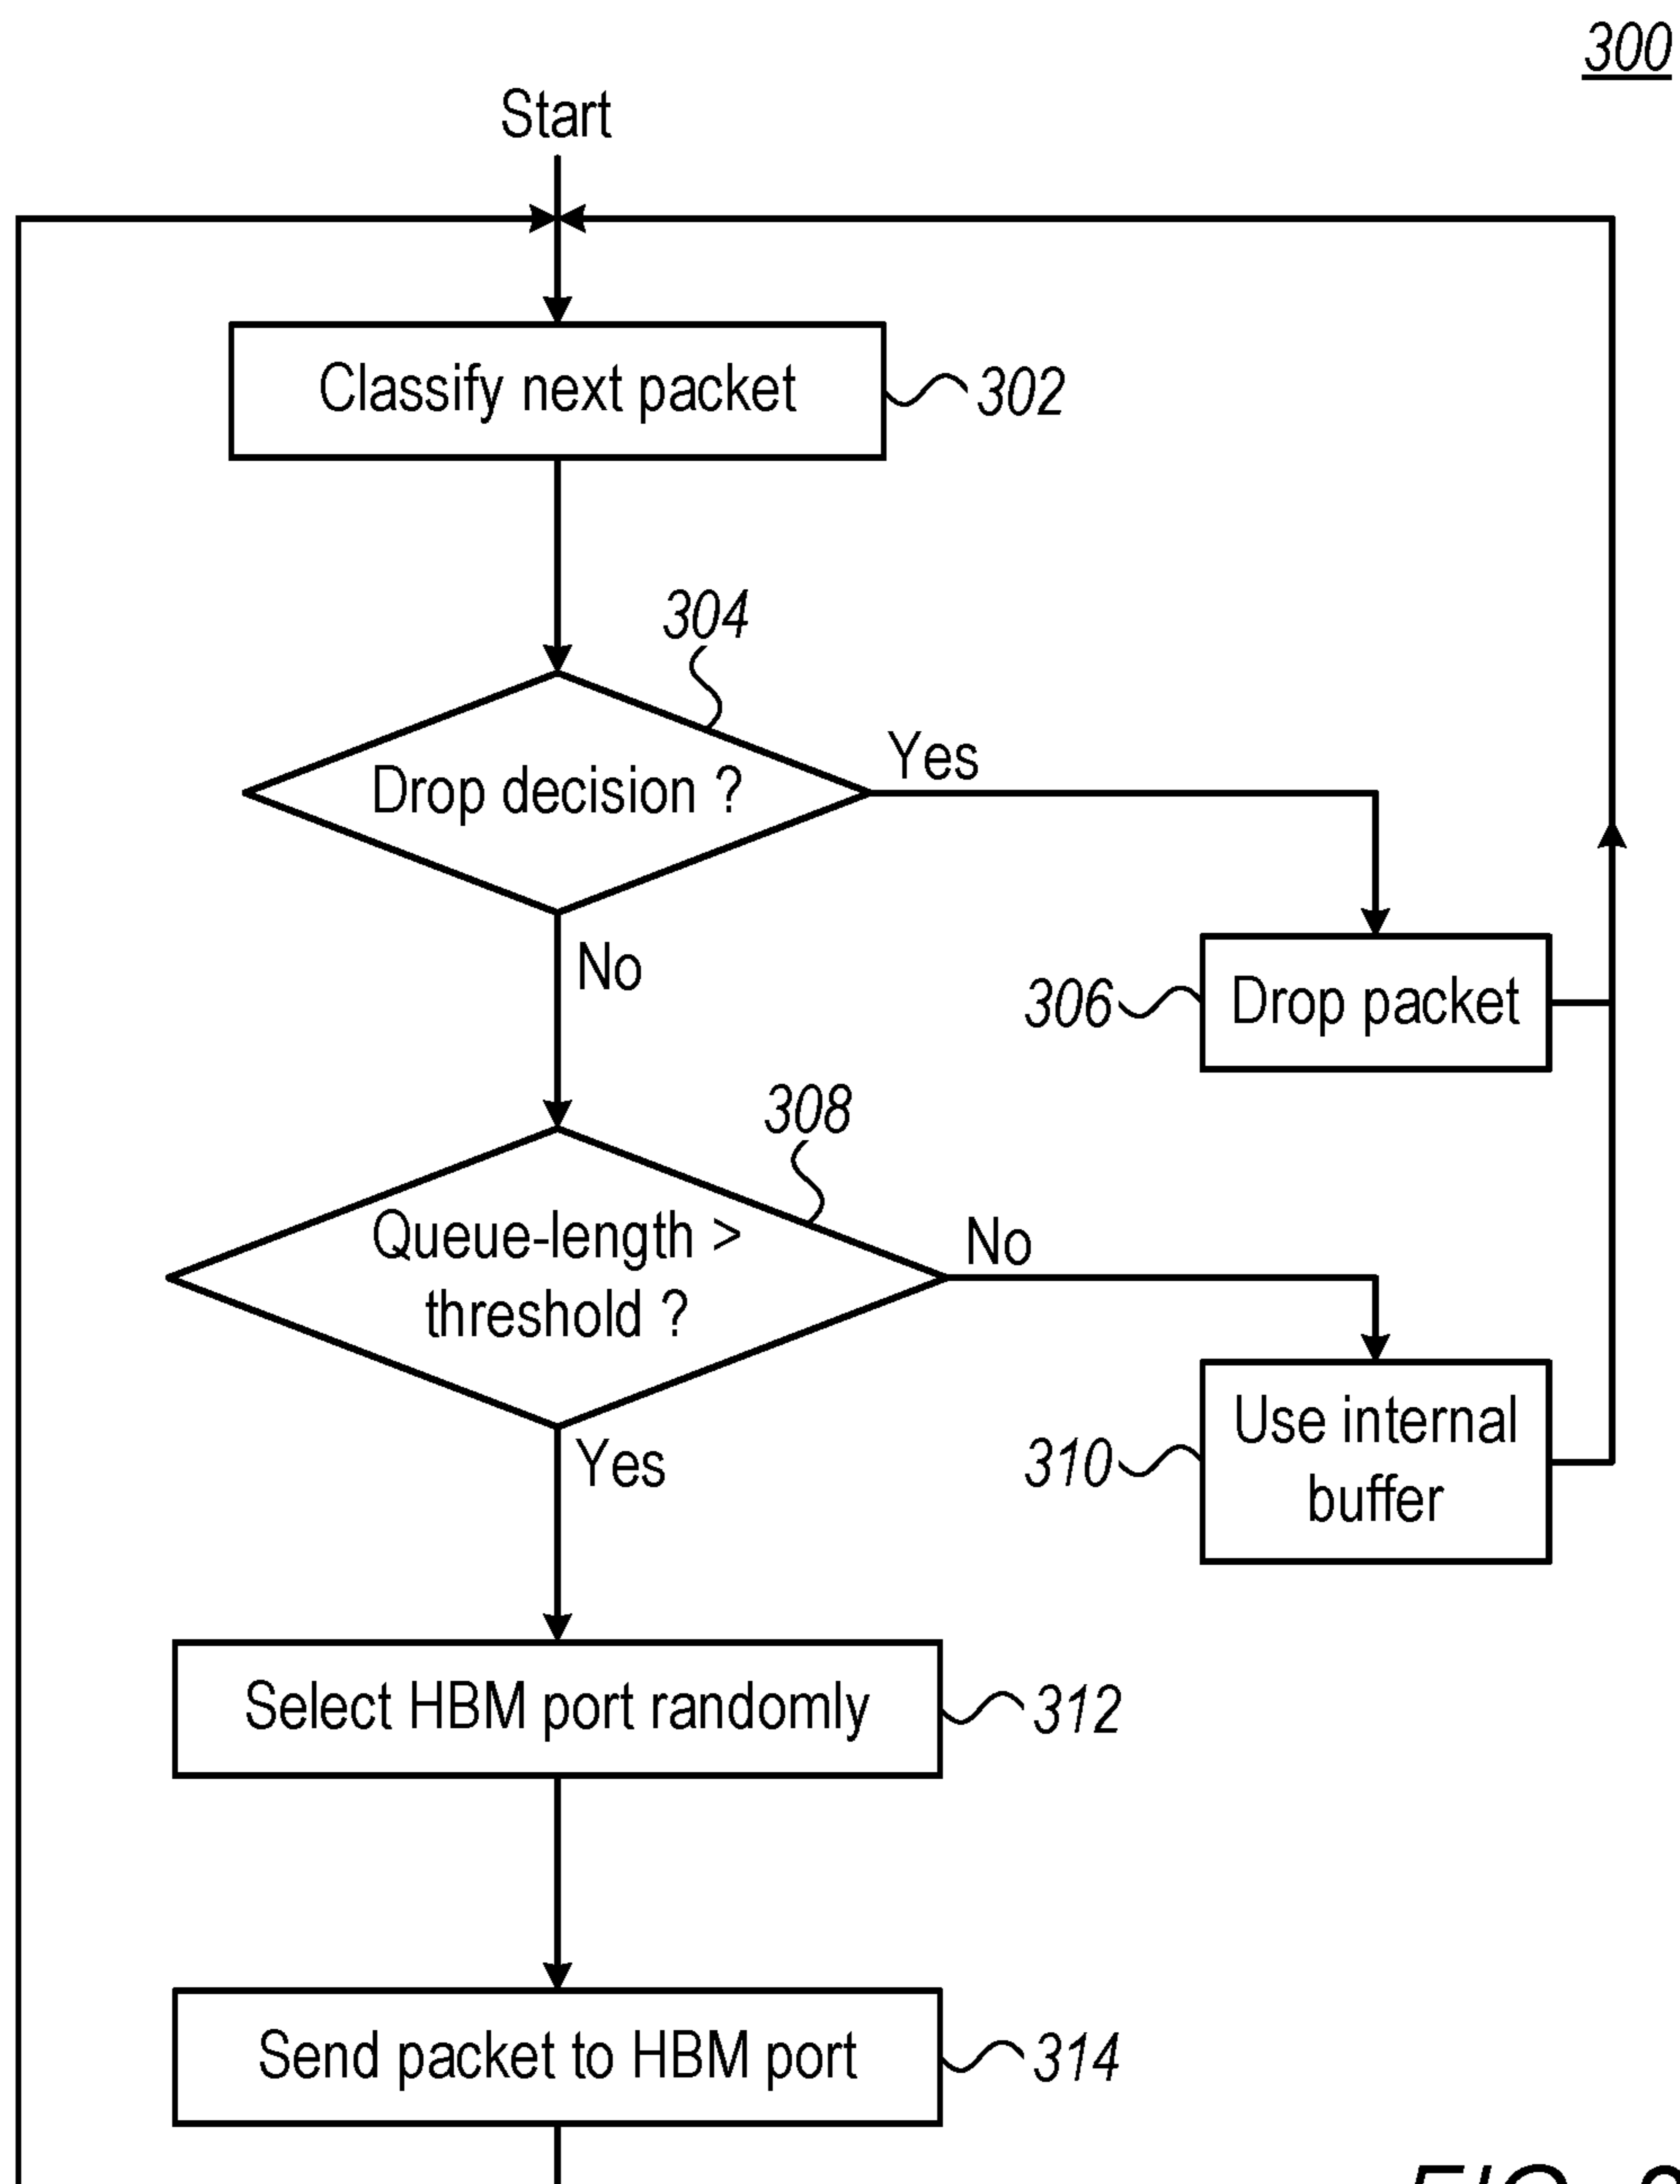 300
Start
Classify next packet
302
304
Drop decision ?
Yes
No
306
Drop packet
308
Queue-length >
threshold ?
No
Yes
310
Use internal
buffer
Select HBM port randomly
312
Send packet to HBM port
314